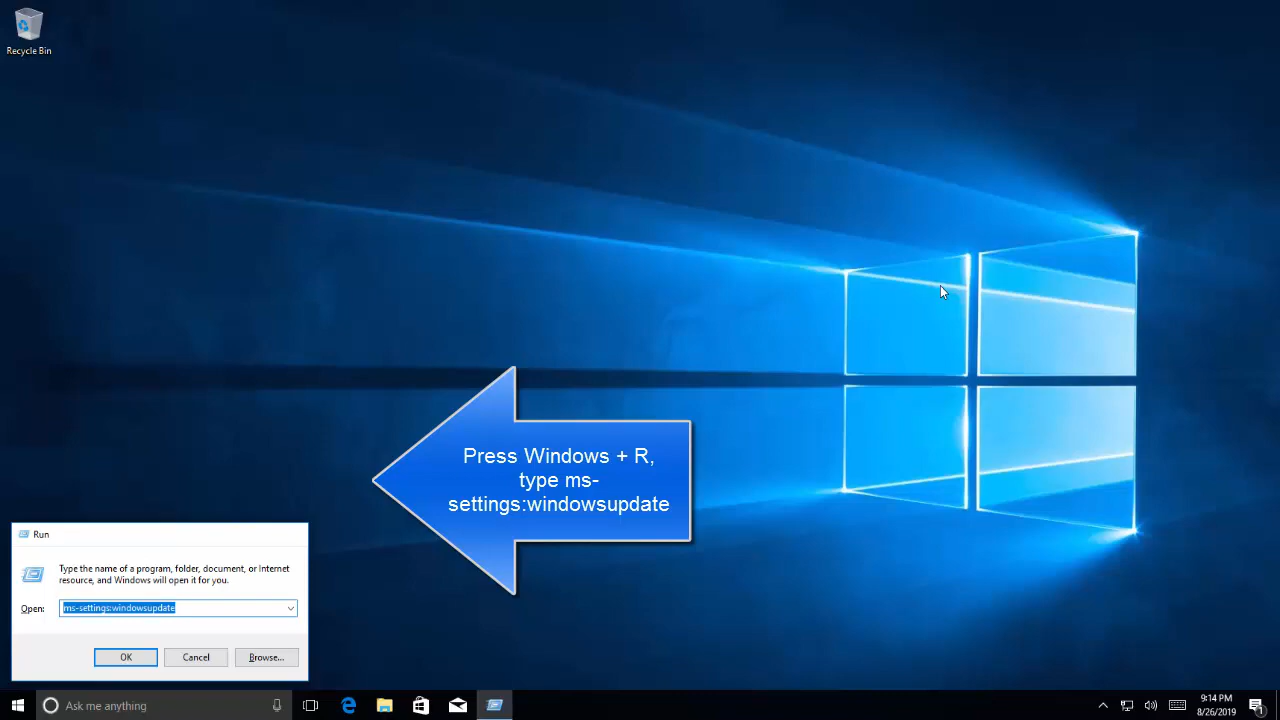 Recycle Bin
Press Windows + R,
type ms-
settings:windowsupdate
Run
Type the name of a program, folder, document, or Internet
resource, and Windows will open it for you.
Open:
ms-settings:windowsupdate
OK
Cancel
Browse...
Ask me anything
9:14 PM
8/26/2019
1